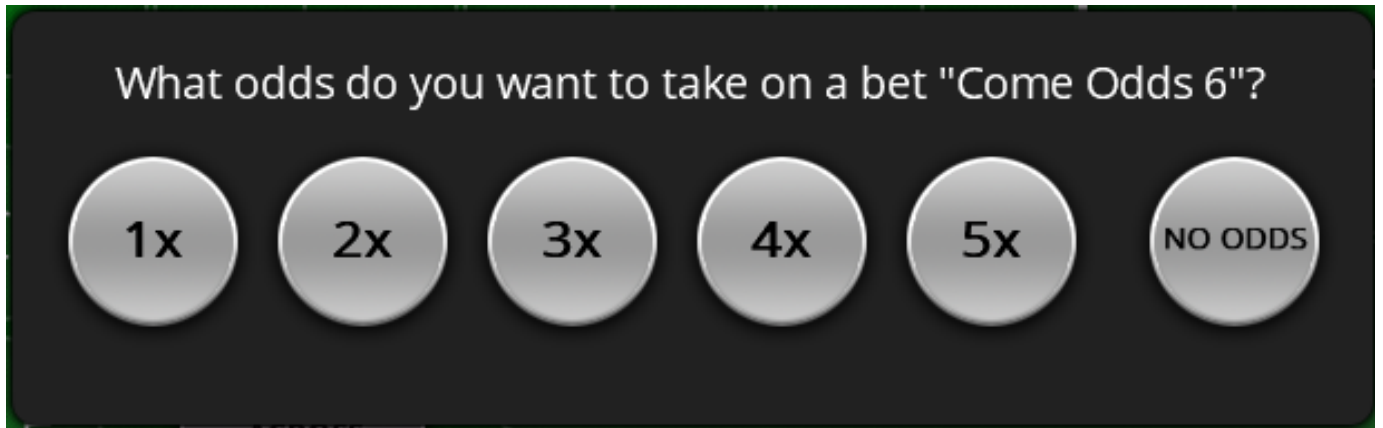 What odds do you want to take on a bet "Come Odds 6"?
1x 2x 3x 4x 5x NO ODDS